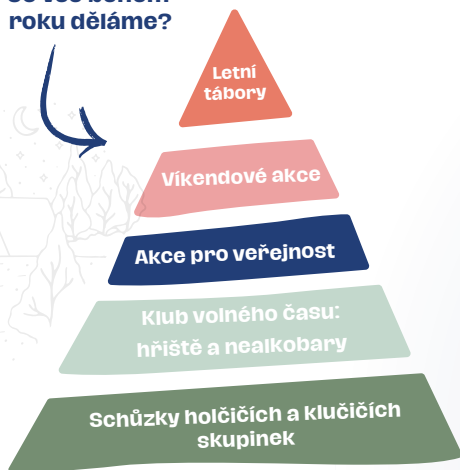 roku děláme?
Letní
tábory
Víkendové akce
Akce pro veřejnost
Klub volného času:
hřiště a nealkobary
Schůzky holčičích a klučičích
skupinek